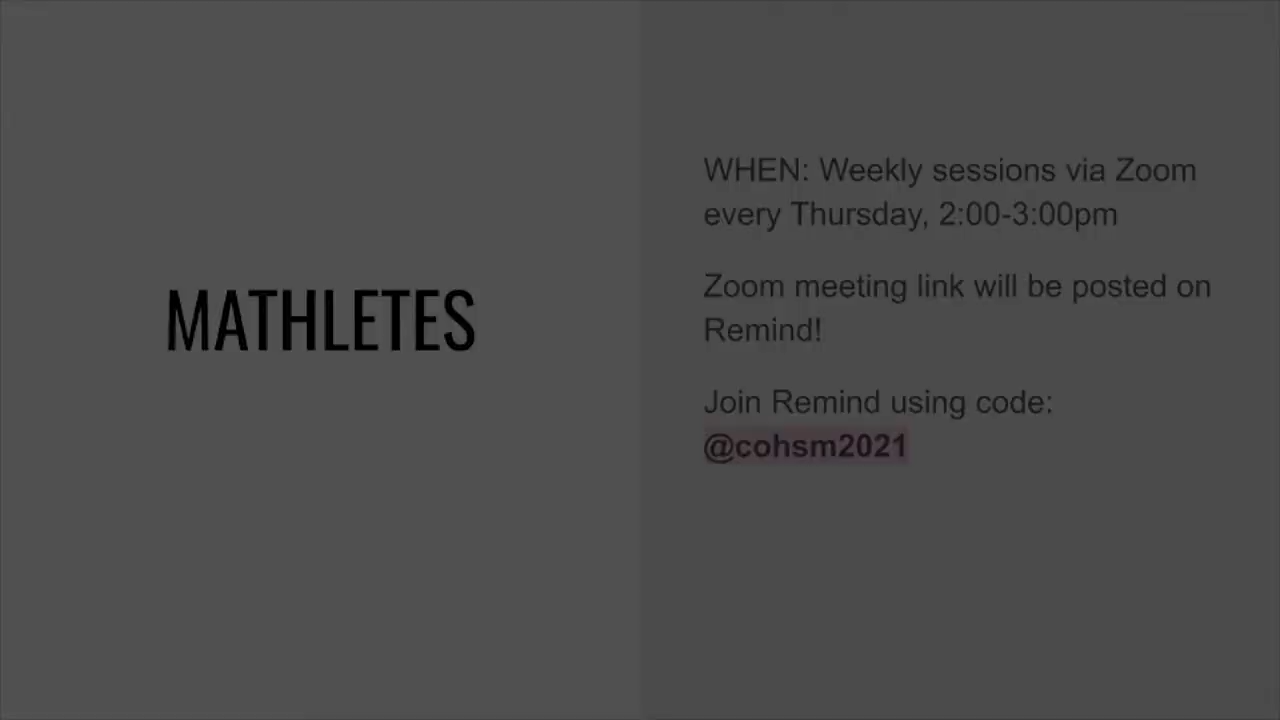 MATHLETES
WHEN: Weekly sessions via Zoom
every Thursday, 2:00-3:00pm
Zoom meeting link will be posted on
Remind!
Join Remind using code:
@cohsm2021